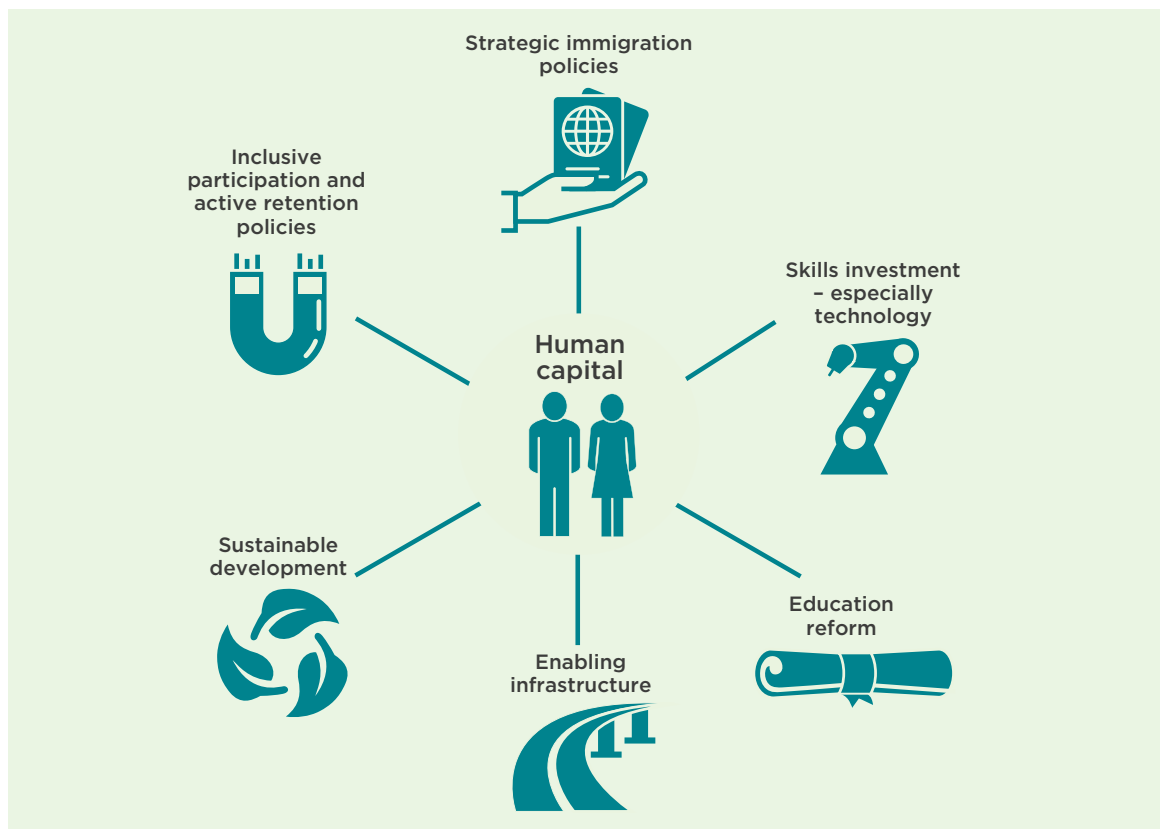 Strategic immigration
policies
Inclusive
participation and
active retention
policies
Skills investment
– especially
technology
Human
capital
Sustainable
development
Education
reform
Enabling
infrastructure